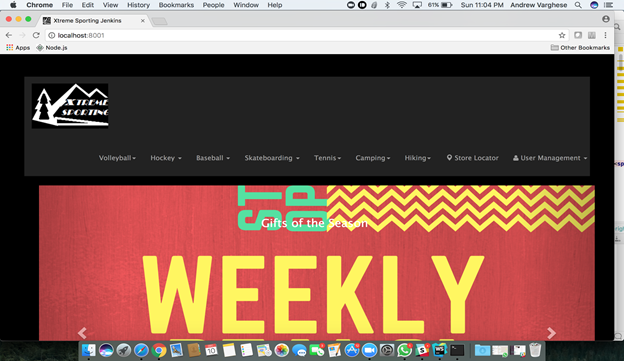 Chrome File Edit View History Bookmarks People Window Help 61% Sun 11:04 PM Andrew Varghese
Xtreme Sporting Jenkins
localhost:8001
Apps Node.js Other Bookmarks
XTREME
SPORTING
Volleyball Hockey Baseball Skateboarding Tennis Camping Hiking Store Locator User Management
ST
OP
Gifts of the Season
WEEKLY